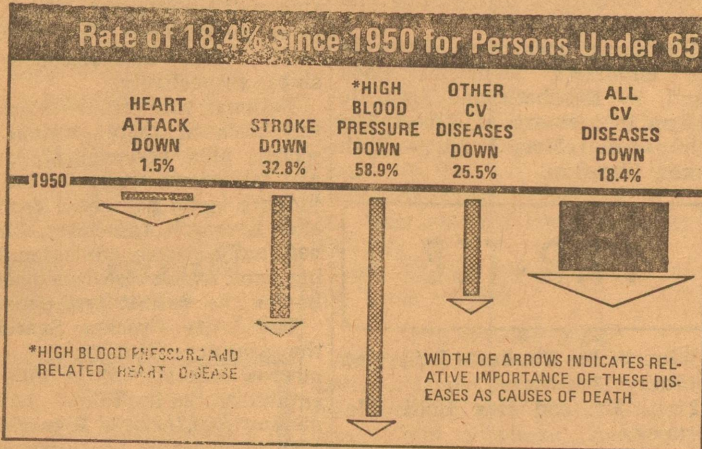 Rate of 18.4% Since 1950 for Persons Under 65
HEART
ATTACK
DOWN
1.5%
STROKE
DOWN
32.8%
*HIGH
BLOOD
PRESSURE
DOWN
58.9%
OTHER
CV
DISEASES
DOWN
25.5%
ALL
CV
DISEASES
DOWN
18.4%
1950
*HIGH BLOOD PRESSURE AND
RELATED HEART DISEASE
WIDTH OF ARROWS INDICATES REL-
ATIVE IMPORTANCE OF THESE DIS-
EASES AS CAUSES OF DEATH